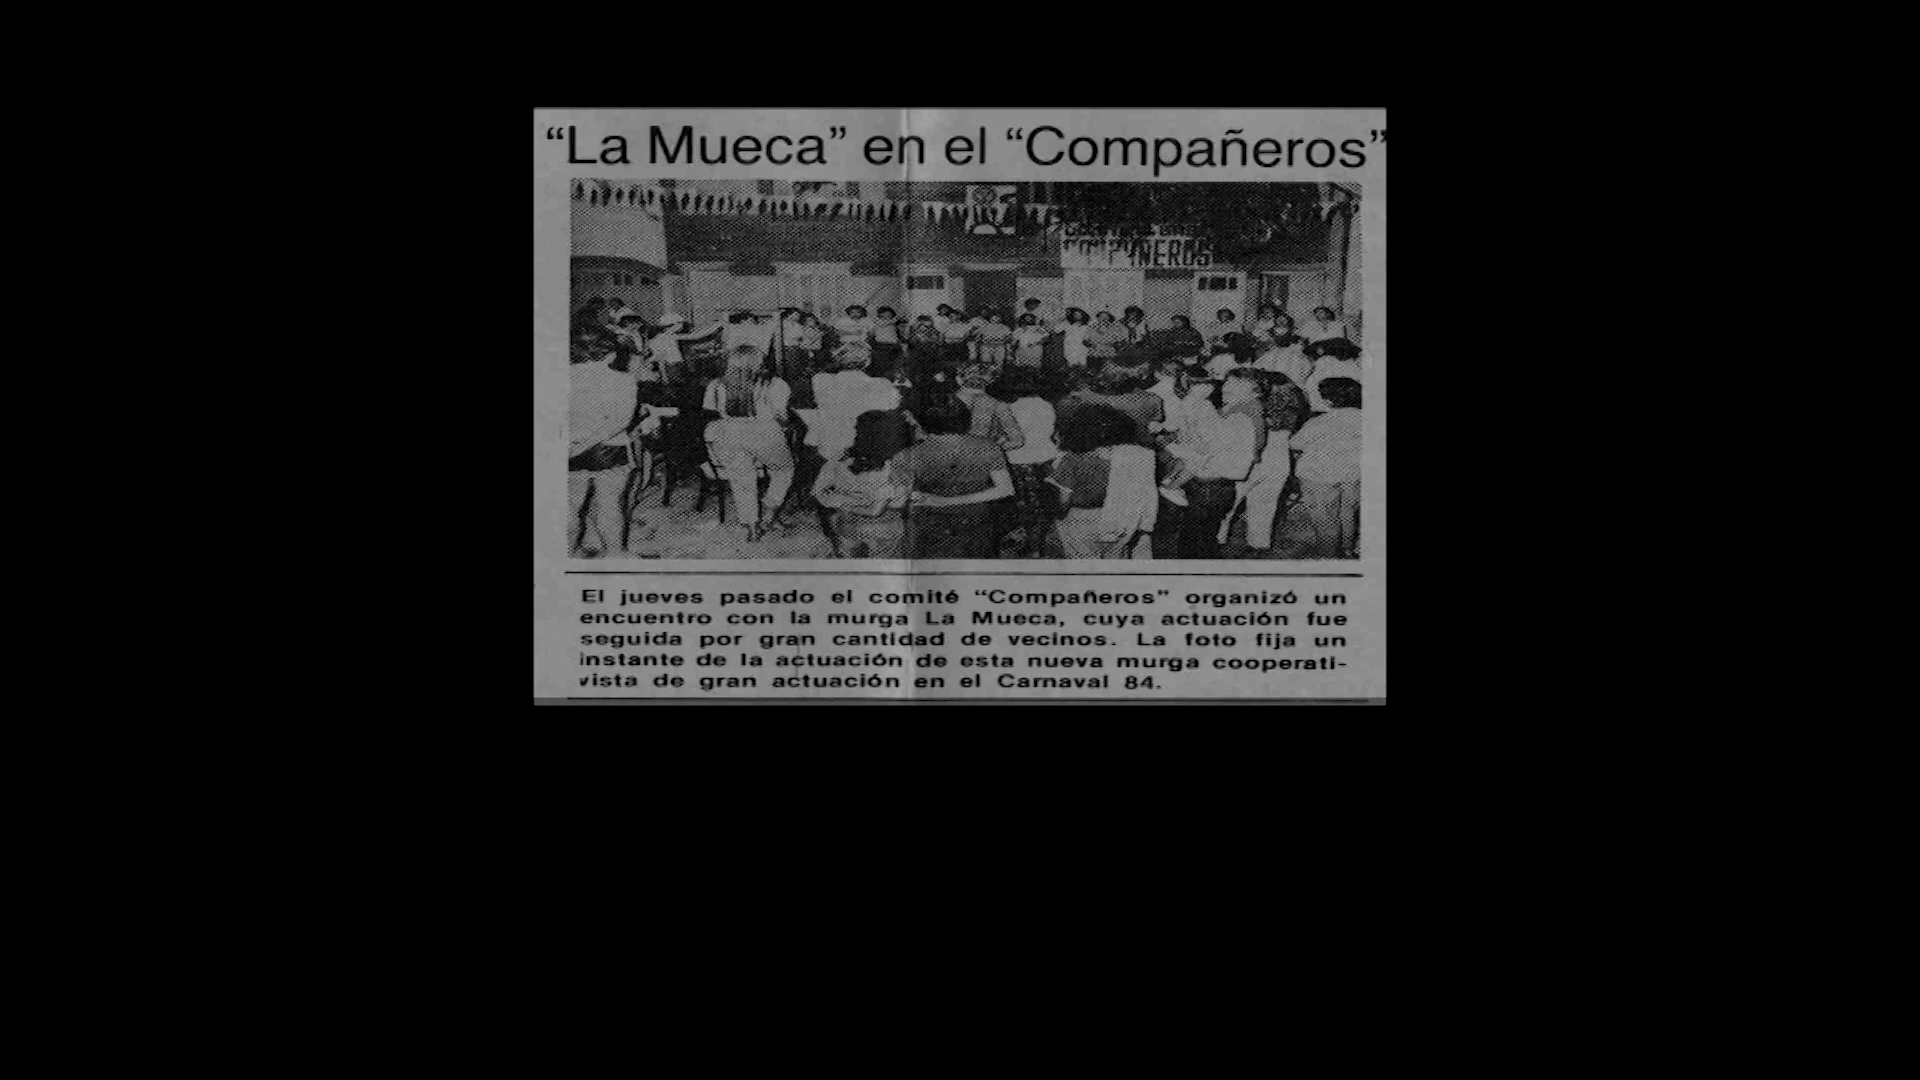 “La Mueca” en el “Compañeros”
COMPAÑEROS
El jueves pasado el comité “Compañeros” organizó un
encuentro con la murga La Mueca, cuya actuación fue
seguida por gran cantidad de vecinos. La foto fija un
instante de la actuación de esta nueva murga cooperati-
vista de gran actuación en el Carnaval 84.